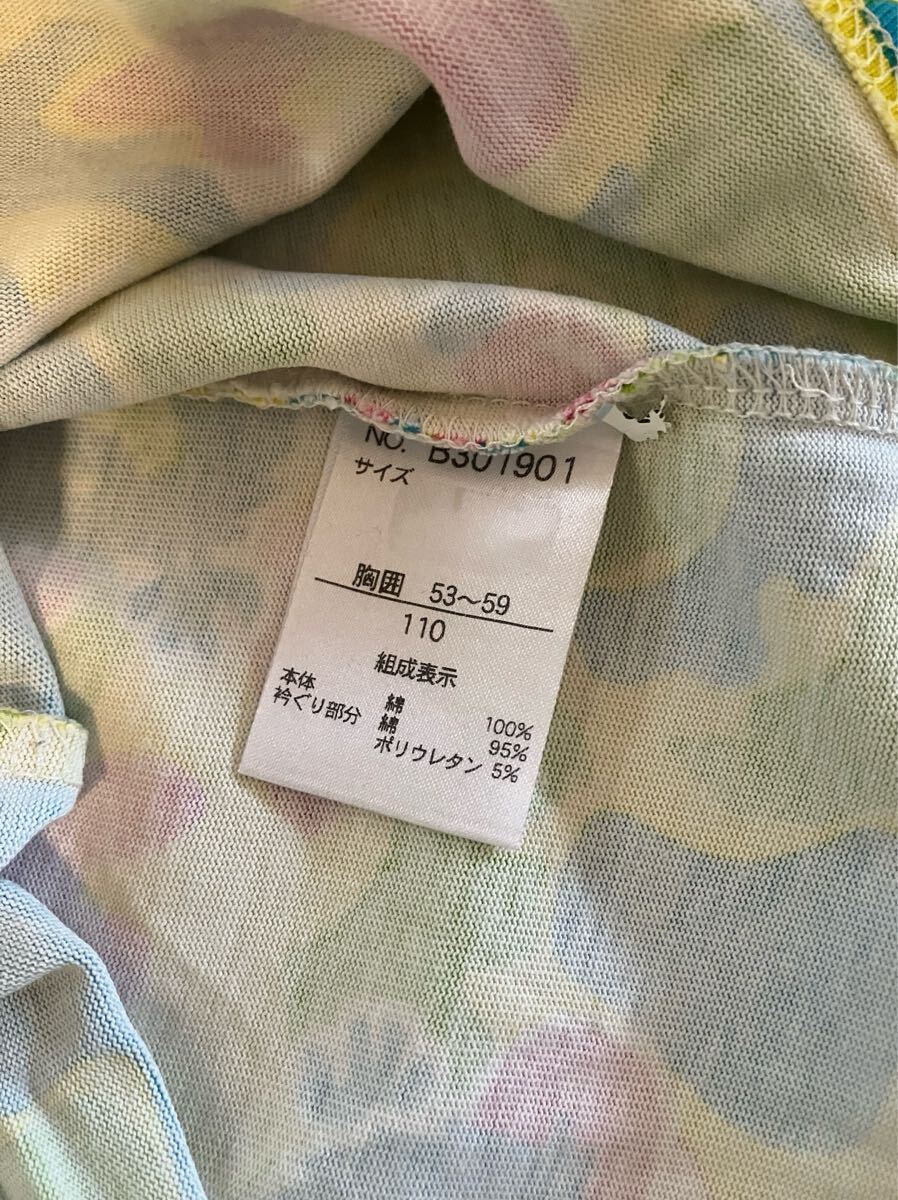 NO. B301901
サイズ
胸囲 53〜59
110
組成表示
本体 綿 100%
衿ぐり部分 綿 95%
ポリウレタン 5%